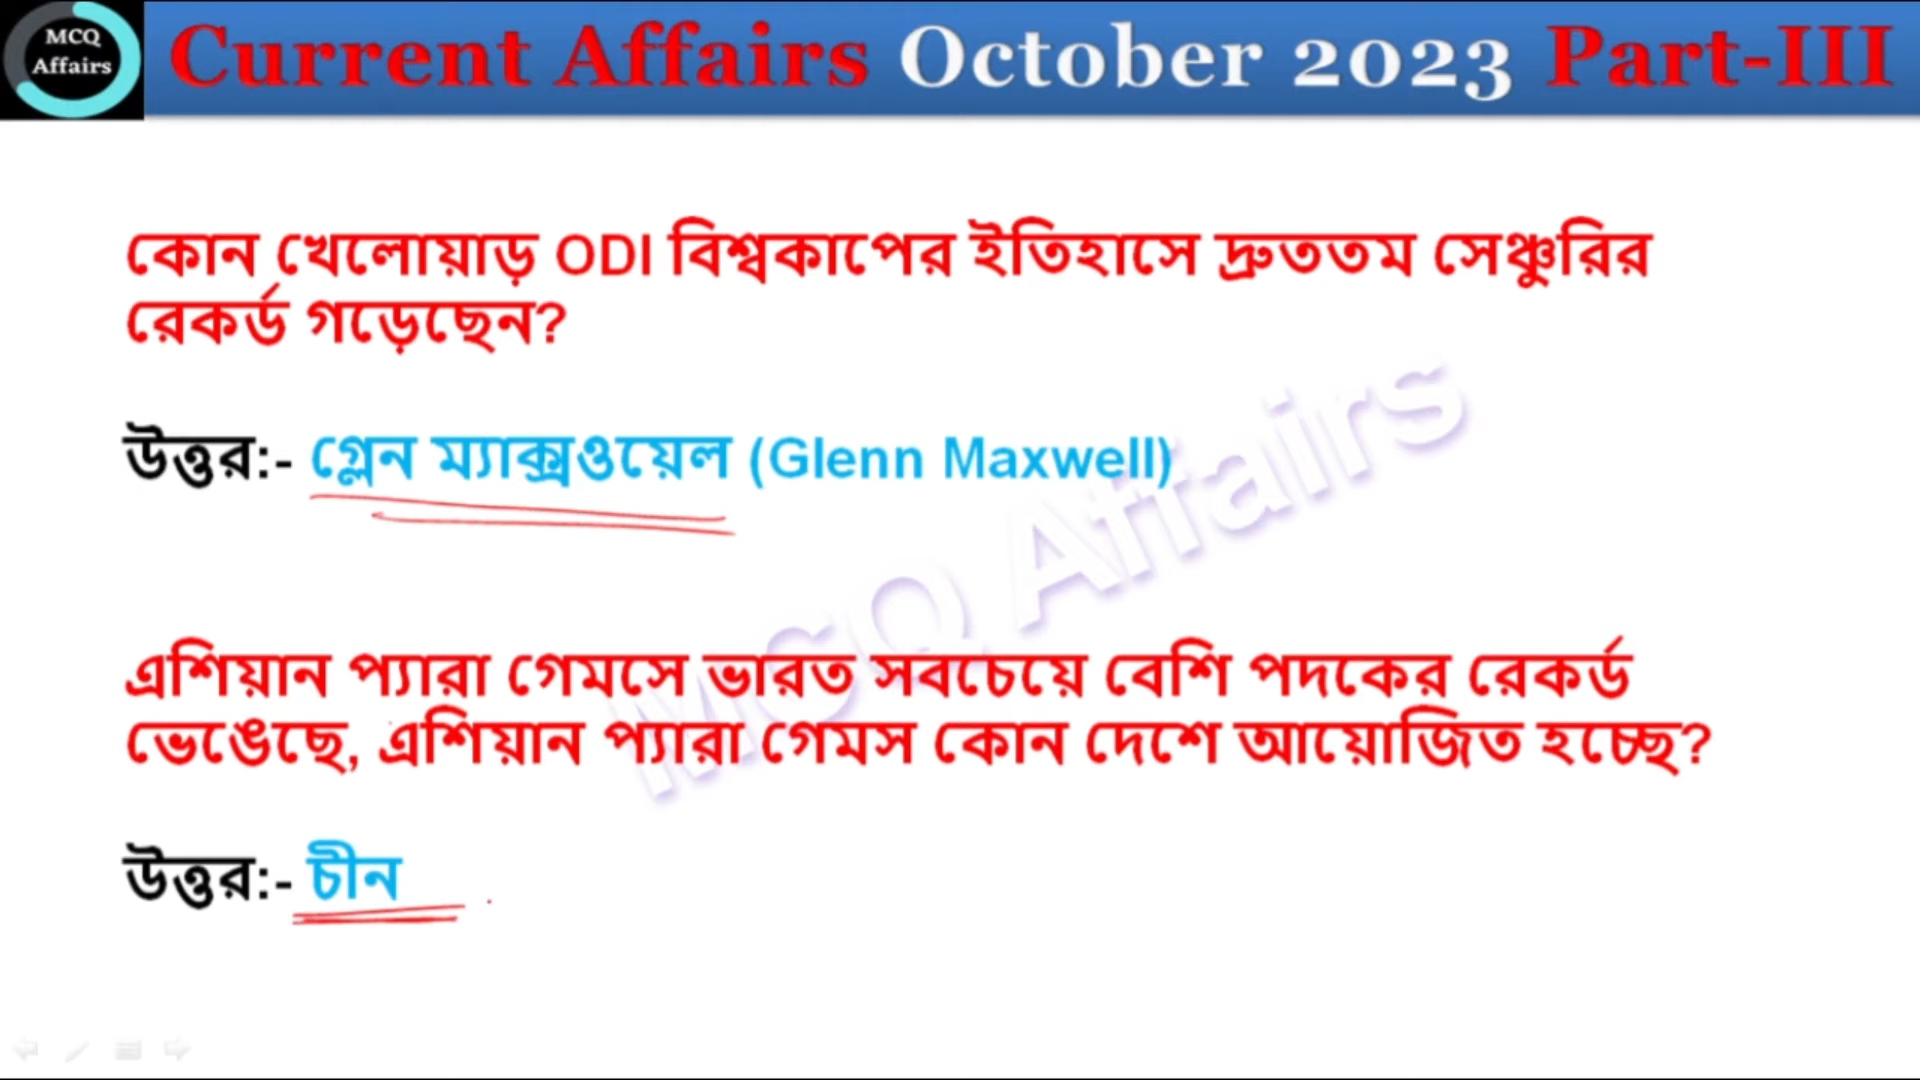 MCQ
Affairs
Current Affairs October 2023 Part-III
কোন খেলোয়াড় ODI বিশ্বকাপের ইতিহাসে দ্রুততম সেঞ্চুরির
রেকর্ড গড়েছেন?
উত্তর:- গ্লেন ম্যাক্সওয়েল (Glenn Maxwell)
MCQ Affairs
এশিয়ান প্যারা গেমসে ভারত সবচেয়ে বেশি পদকের রেকর্ড
ভেঙেছে, এশিয়ান প্যারা গেমস কোন দেশে আয়োজিত হচ্ছে?
উত্তর:- চীন